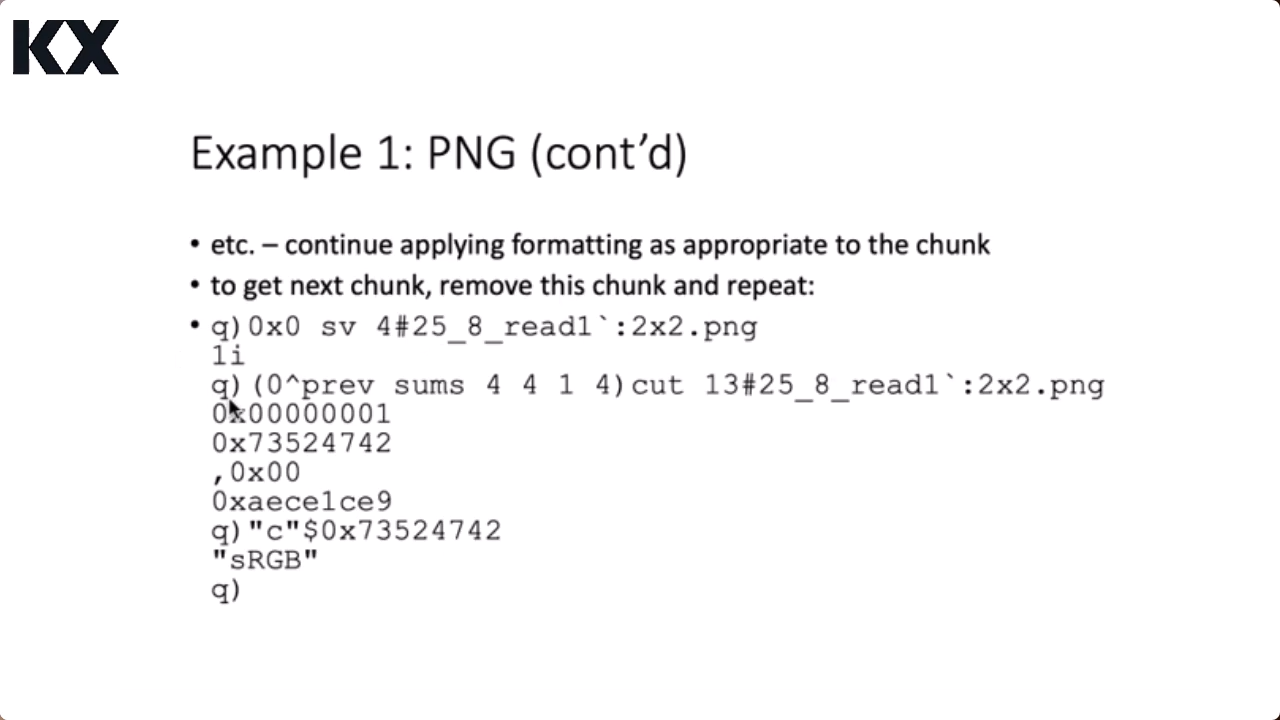 KX
Example 1: PNG (cont’d)
• etc. – continue applying formatting as appropriate to the chunk
• to get next chunk, remove this chunk and repeat:
• q)0x0 sv 4#25_8_read1`:2x2.png
1i
q)(0^prev sums 4 4 1 4)cut 13#25_8_read1`:2x2.png
0x00000001
0x73524742
,0x00
0xaece1ce9
q)"c"$0x73524742
"sRGB"
q)